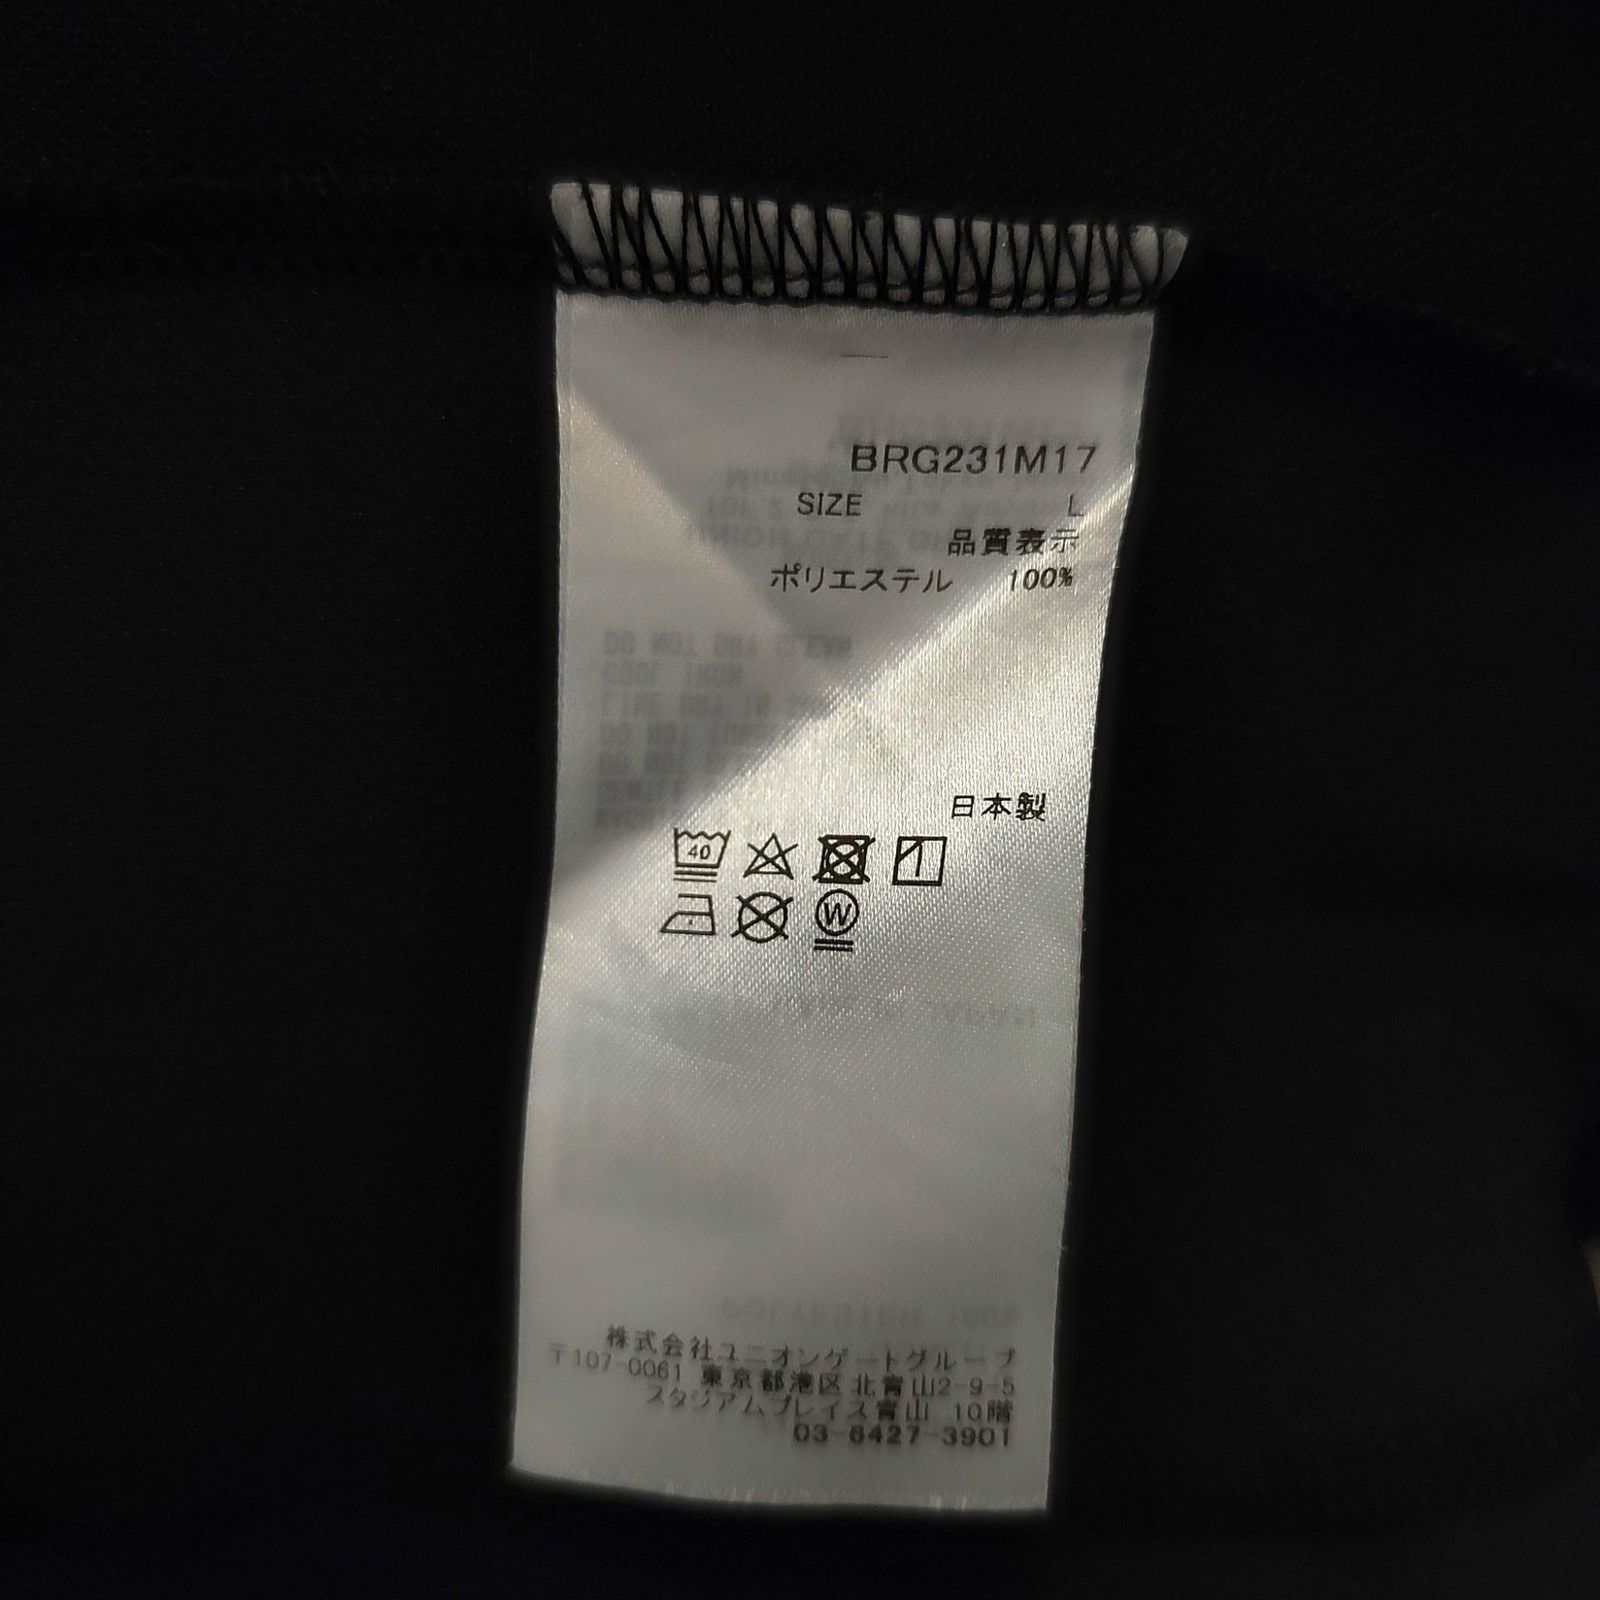 BRG231M17
SIZE L
品質表示
ポリエステル 100%
日本製
40
W
株式会社ユニオンゲートグループ
〒107-0061 東京都港区北青山2-9-5
スタジアムプレイス青山 10階
03-6427-3901